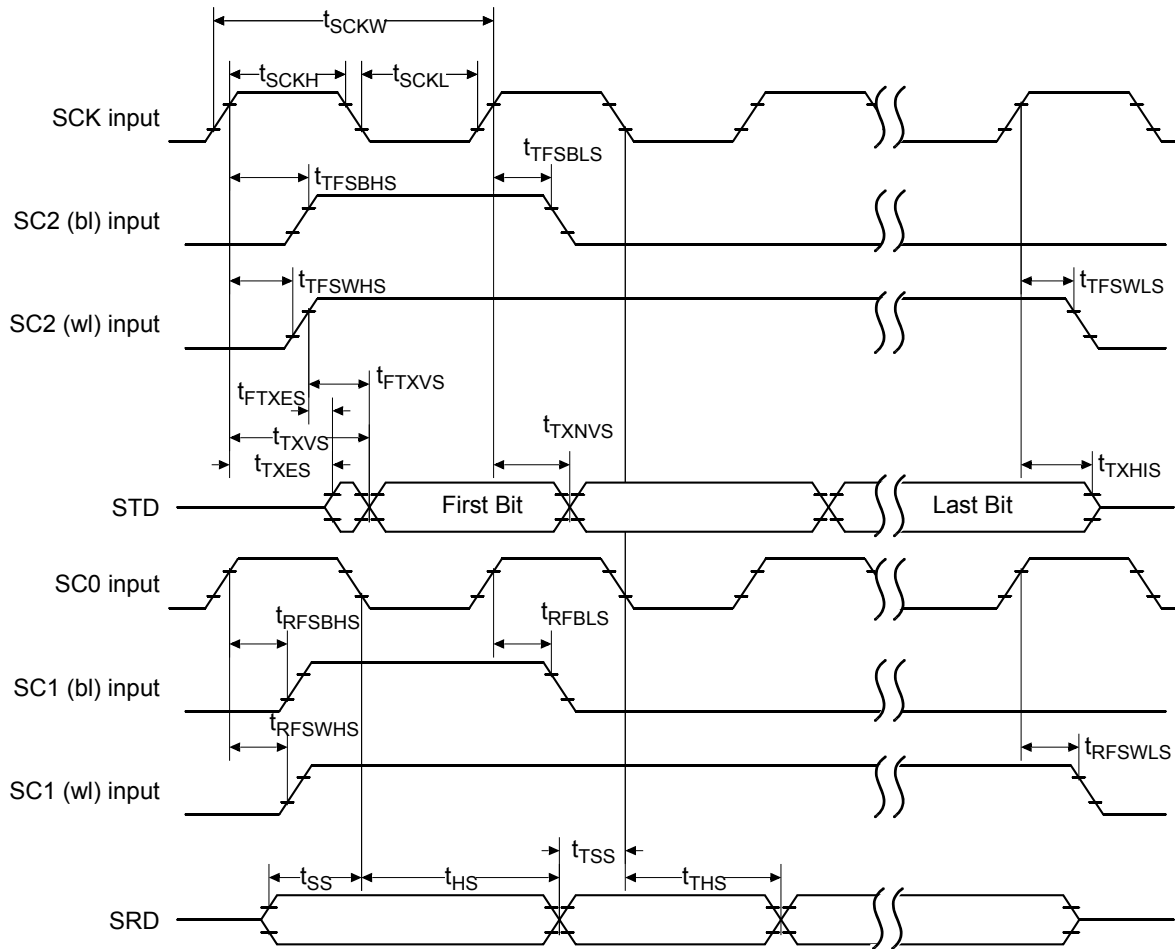 tSCKW
tSCKH tSCKL
SCK input
tTFSBHS tTFSBLS
SC2 (bl) input
tTFSWHS tTFSWLS
SC2 (wl) input
tFTXES tFTXVS
tTXVS tTXNVS
tTXES tTXHIS
STD First Bit Last Bit
SC0 input
tRFSBHS tRFBLS
SC1 (bl) input
tRFSWHS tRFSWLS
SC1 (wl) input
tTSS
tSS tHS tTHS
SRD